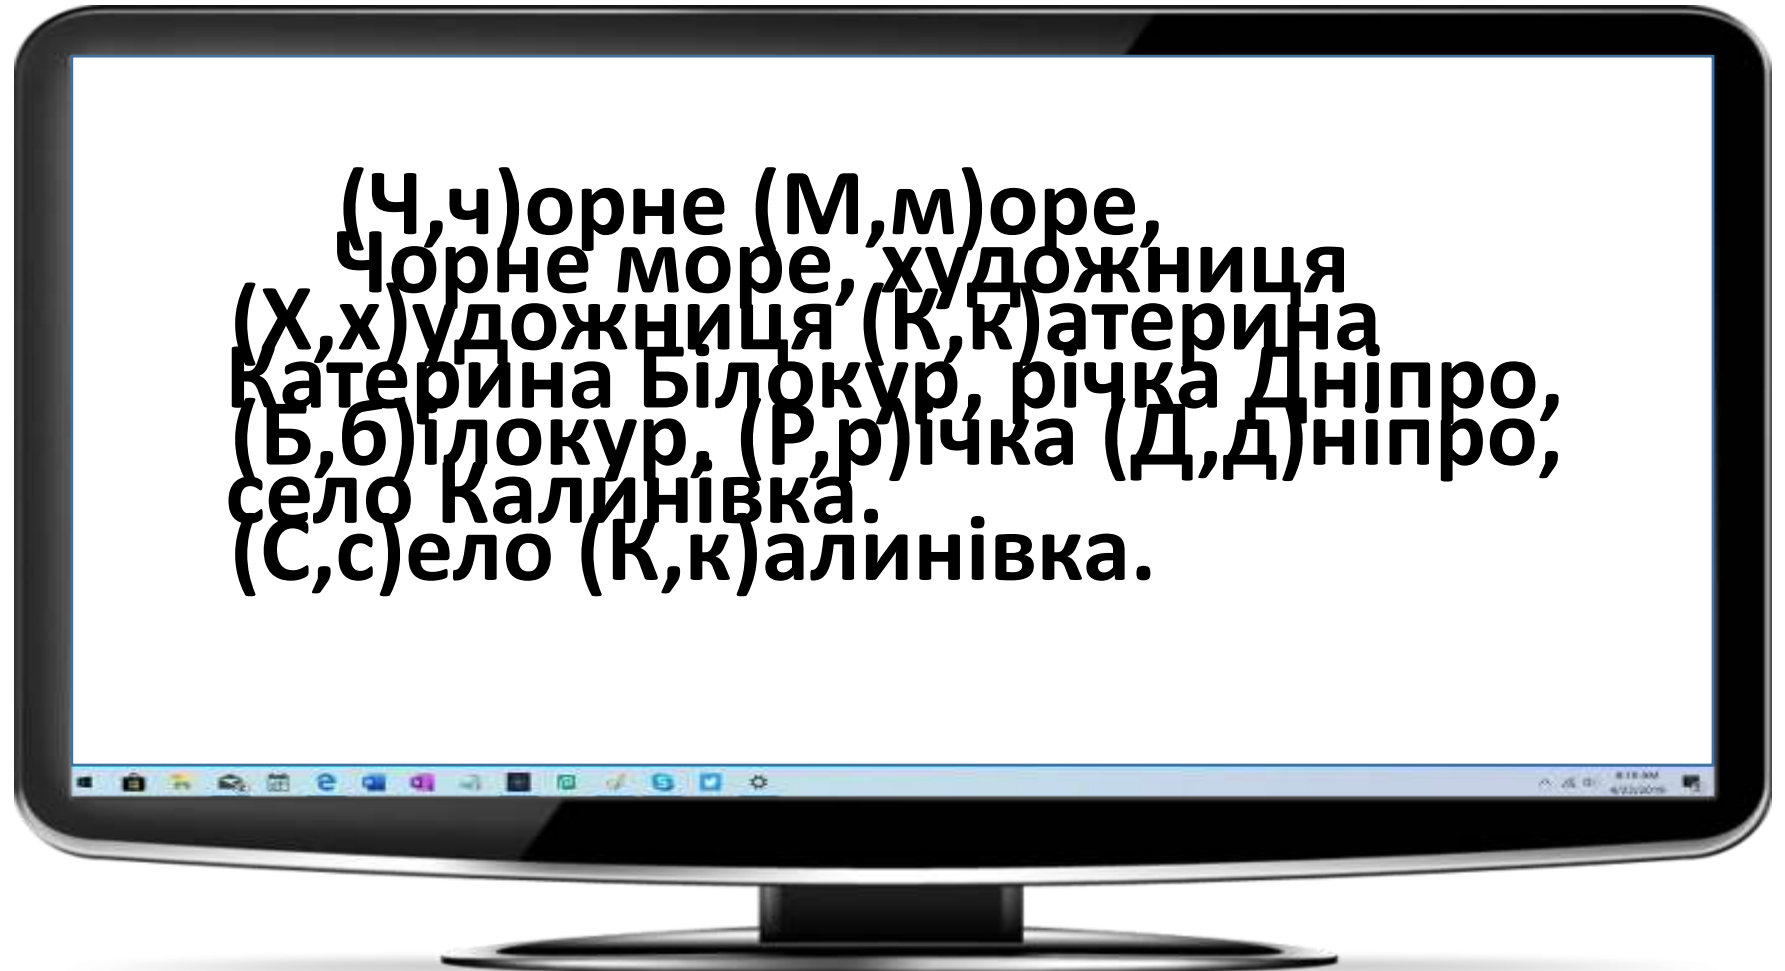 (Ч,ч)орне (М,м)оре,
Чорне море, художниця
(Х,х)удожниця (К,к)атерина
Катерина Білокур, річка Дніпро,
(Б,б)ілокур, (Р,р)ічка (Д,д)ніпро,
село Калинівка.
(С,с)ело (К,к)алинівка.